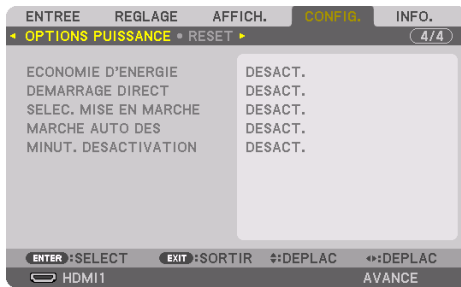 ENTREE REGLAGE AFFICH. CONFIG. INFO.
OPTIONS PUISSANCE • RESET 4/4
ECONOMIE D'ENERGIE DESACT.
DEMARRAGE DIRECT DESACT.
SELEC. MISE EN MARCHE DESACT.
MARCHE AUTO DES DESACT.
MINUT. DESACTIVATION DESACT.
ENTER :SELECT EXIT :SORTIR :DEPLAC :DEPLAC
HDMI1 AVANCE